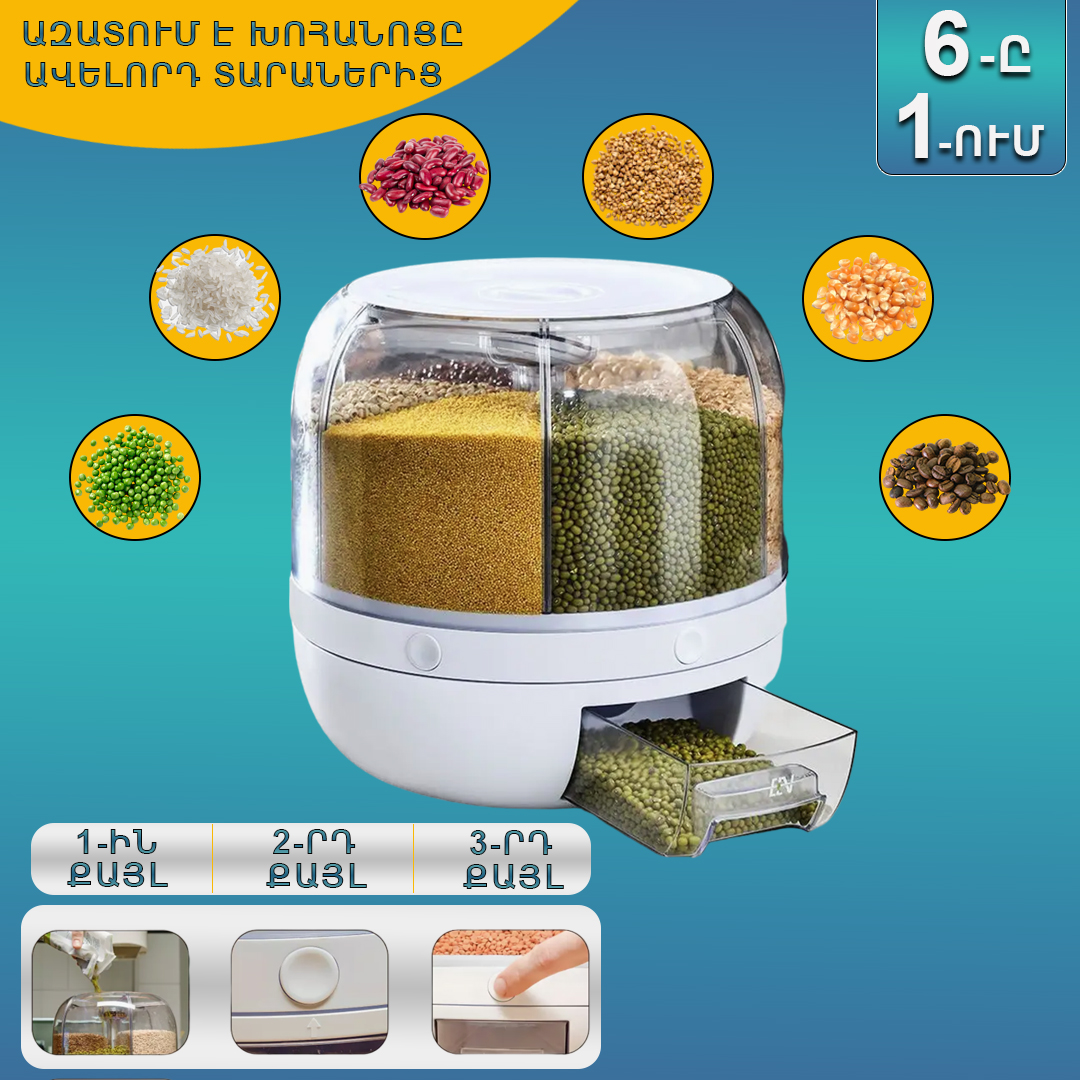 ԱԶԱՏՈՒՄ Է ԽՈՀԱՆՈՑԸ
ԱՎԵԼՈՐԴ ՏԱՐԱՆԵՐԻՑ
6-Ը
1-ՈՒՄ
1-ԻՆ
ՔԱՅԼ
2-ՐԴ
ՔԱՅԼ
3-ՐԴ
ՔԱՅԼ